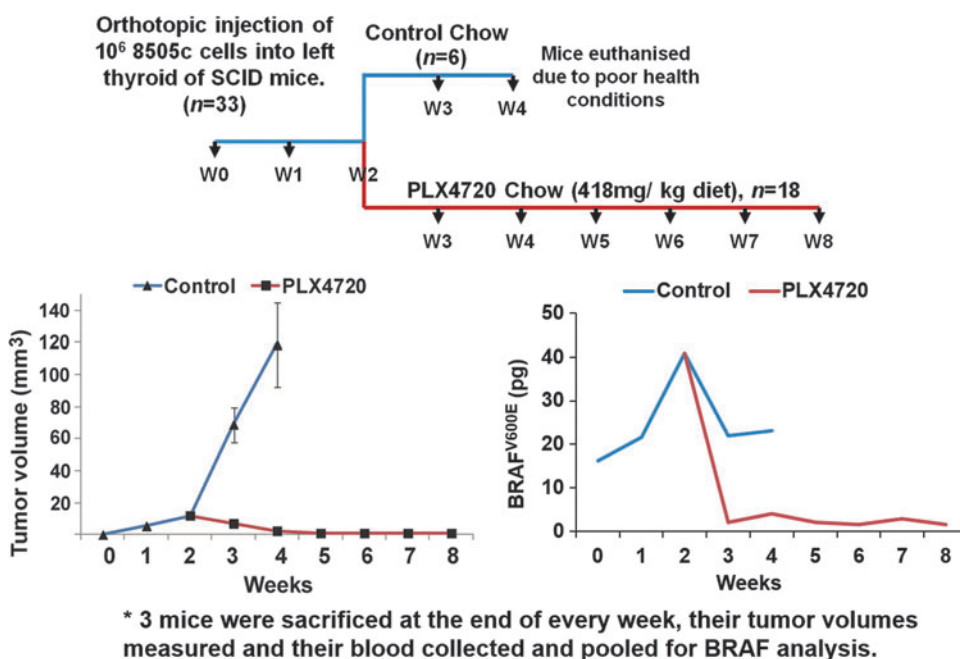 Orthotopic injection of
10⁶ 8505c cells into left
thyroid of SCID mice.
(n=33)
Control Chow
(n=6)
Mice euthanised
due to poor health
conditions
W3 W4
W0 W1 W2
PLX4720 Chow (418mg/ kg diet), n=18
W3 W4 W5 W6 W7 W8
Control PLX4720
Tumor volume (mm³)
140
120
100
80
60
40
20
0 1 2 3 4 5 6 7 8
Weeks
Control PLX4720
BRAFV600E (pg)
50
40
30
20
10
0
0 1 2 3 4 5 6 7 8
Weeks
* 3 mice were sacrificed at the end of every week, their tumor volumes
measured and their blood collected and pooled for BRAF analysis.